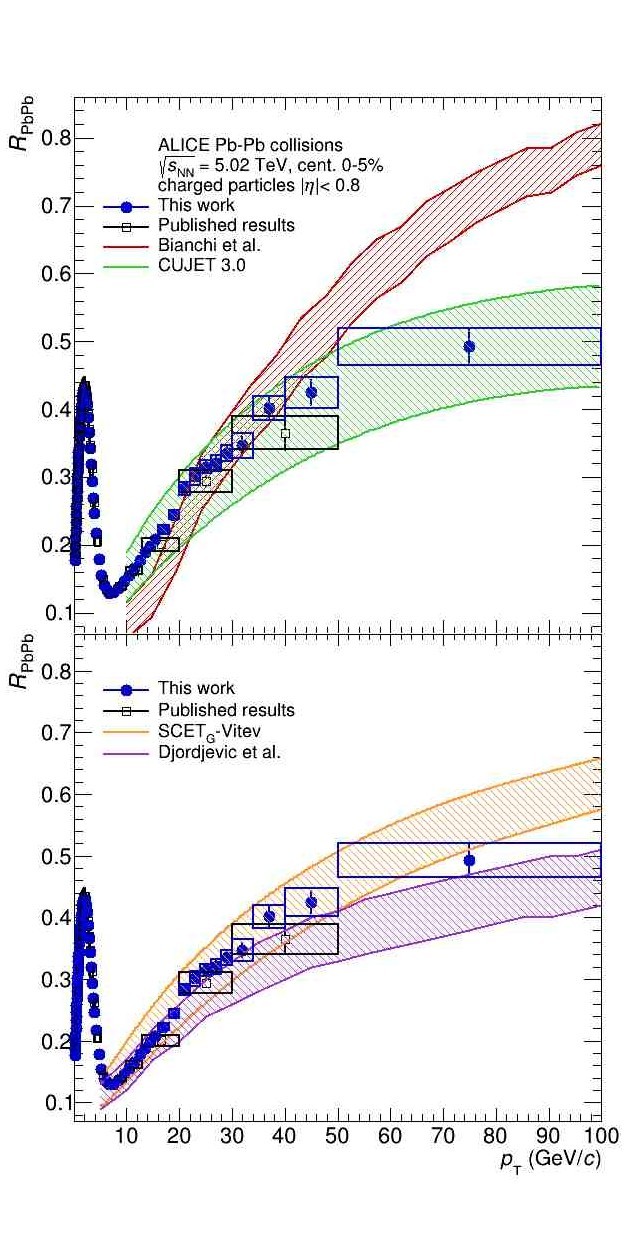 R_PbPb
0.8
0.7
0.6
0.5
0.4
0.3
0.2
0.1
ALICE Pb-Pb collisions
√s_NN = 5.02 TeV, cent. 0-5%
charged particles |η|< 0.8
This work
Published results
Bianchi et al.
CUJET 3.0
R_PbPb
0.8
0.7
0.6
0.5
0.4
0.3
0.2
0.1
This work
Published results
SCET_G-Vitev
Djordjevic et al.
10 20 30 40 50 60 70 80 90 100
p_T (GeV/c)